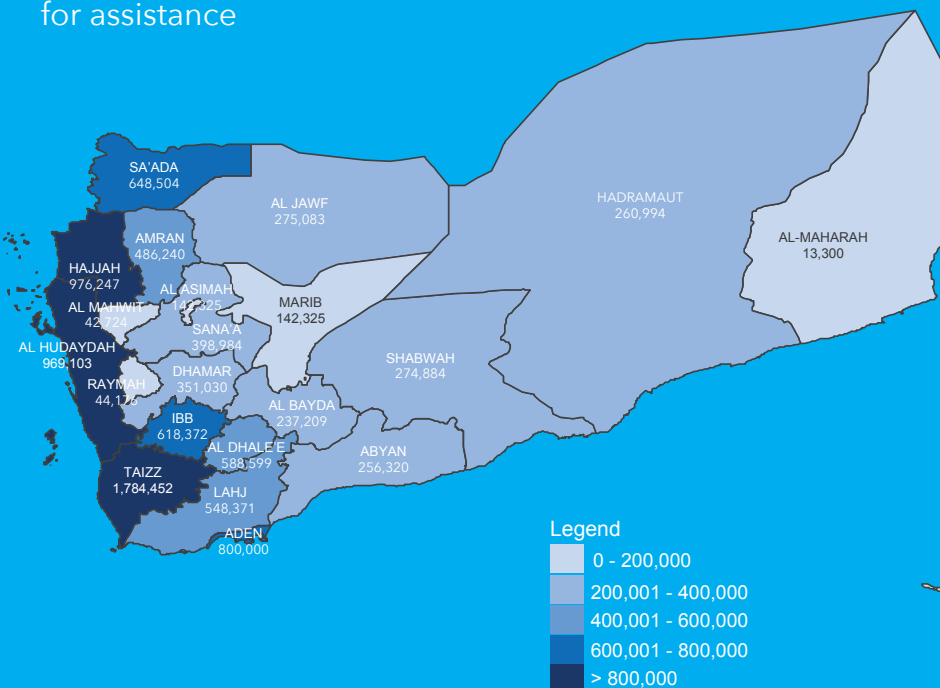 for assistance
SA'ADA
648,504
AL JAWF
275,083
HADRAMAUT
260,994
AMRAN
486,240
AL-MAHARAH
13,300
HAJJAH
976,247
AL ASIMAH
142,325
MARIB
142,325
AL MAHWIT
42,724
SANA'A
398,984
AL HUDAYDAH
969,103
SHABWAH
274,884
DHAMAR
351,030
RAYMAH
44,176
AL BAYDA
237,209
IBB
618,372
AL DHALE'E
588,599
ABYAN
256,320
TAIZZ
1,784,452
LAHJ
548,371
ADEN
800,000
Legend
0 - 200,000
200,001 - 400,000
400,001 - 600,000
600,001 - 800,000
> 800,000